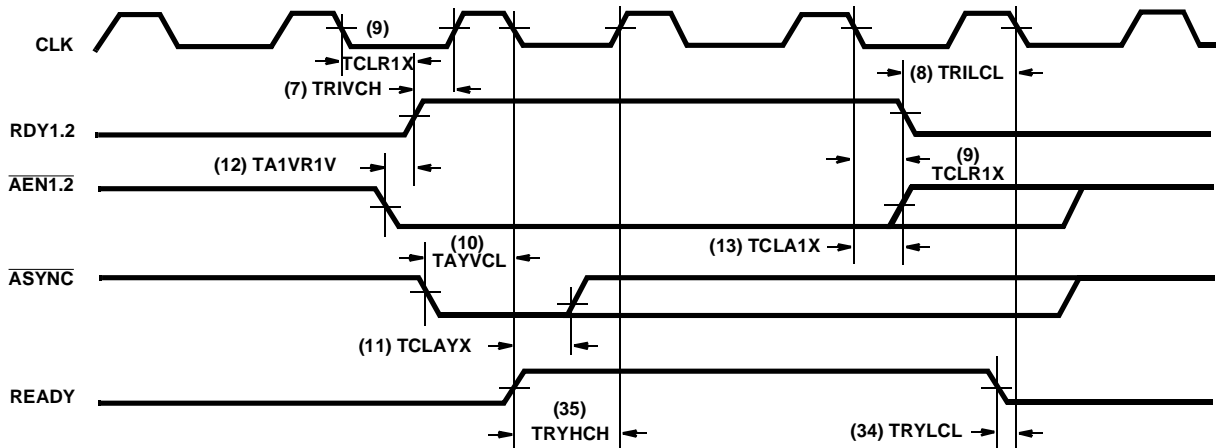 (9)
CLK
TCLR1X
(8) TRILCL
(7) TRIVCH
RDY1.2
(12) TA1VR1V
(9)
TCLR1X
AEN1.2
(10)
TAYVCL
(13) TCLA1X
ASYNC
(11) TCLAYX
READY
(35)
TRYHCH
(34) TRYLCL